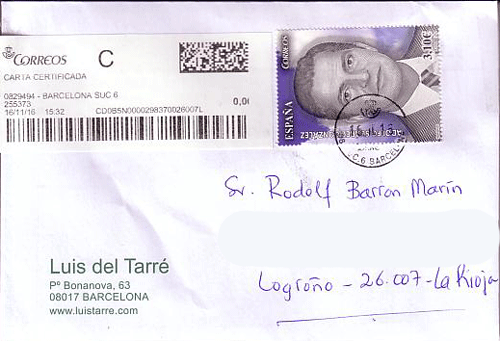 CORREOS
C
CARTA CERTIFICADA
0829494 - BARCELONA SUC 6
255373
16/11/16 15:32 CD0B5N0000298370026007L
0,00
CORREOS
3,10€
ESPAÑA
BARCEL
Sr. Rodolf Barron Marín
Logroño - 26.007 - La Rioja
Luis del Tarré
Pº Bonanova, 63
08017 BARCELONA
www.luistarre.com